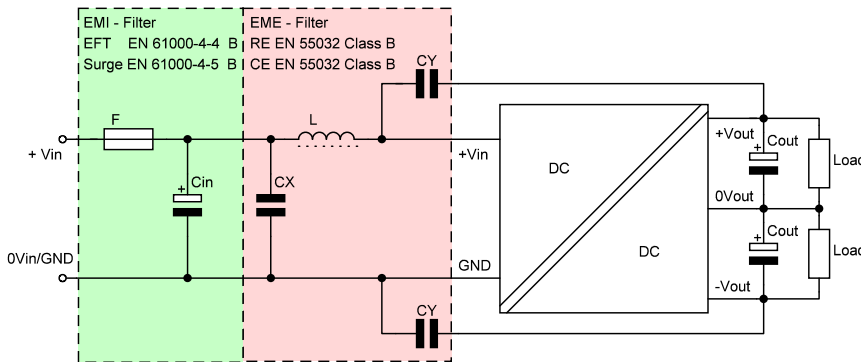 EMI - Filter
EFT EN 61000-4-4 B
Surge EN 61000-4-5 B
EME - Filter
RE EN 55032 Class B
CE EN 55032 Class B
CY
F
L
+ Vin
+Vin
Cin
+
CX
0Vin/GND
GND
CY
DC
DC
+Vout
Cout
+
Load
0Vout
Cout
+
Load
-Vout